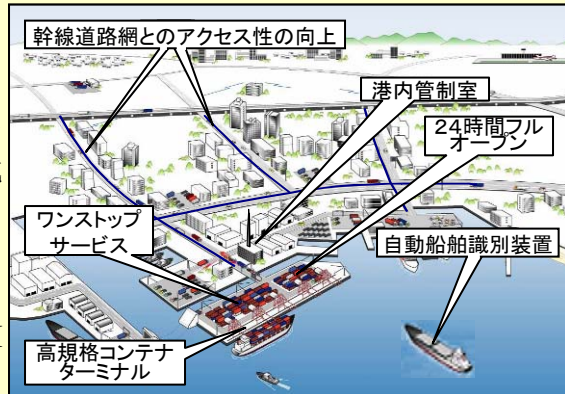 幹線道路網とのアクセス性の向上
港内管制室
24時間フル
オープン
ワンストップ
サービス
自動船舶識別装置
高規格コンテナ
ターミナル